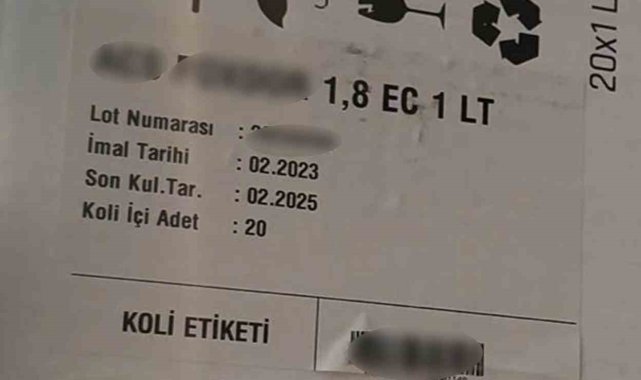 20x1 L
1,8 EC 1 LT
Lot Numarası :
İmal Tarihi : 02.2023
Son Kul.Tar. : 02.2025
Koli İçi Adet : 20
KOLİ ETİKETİ